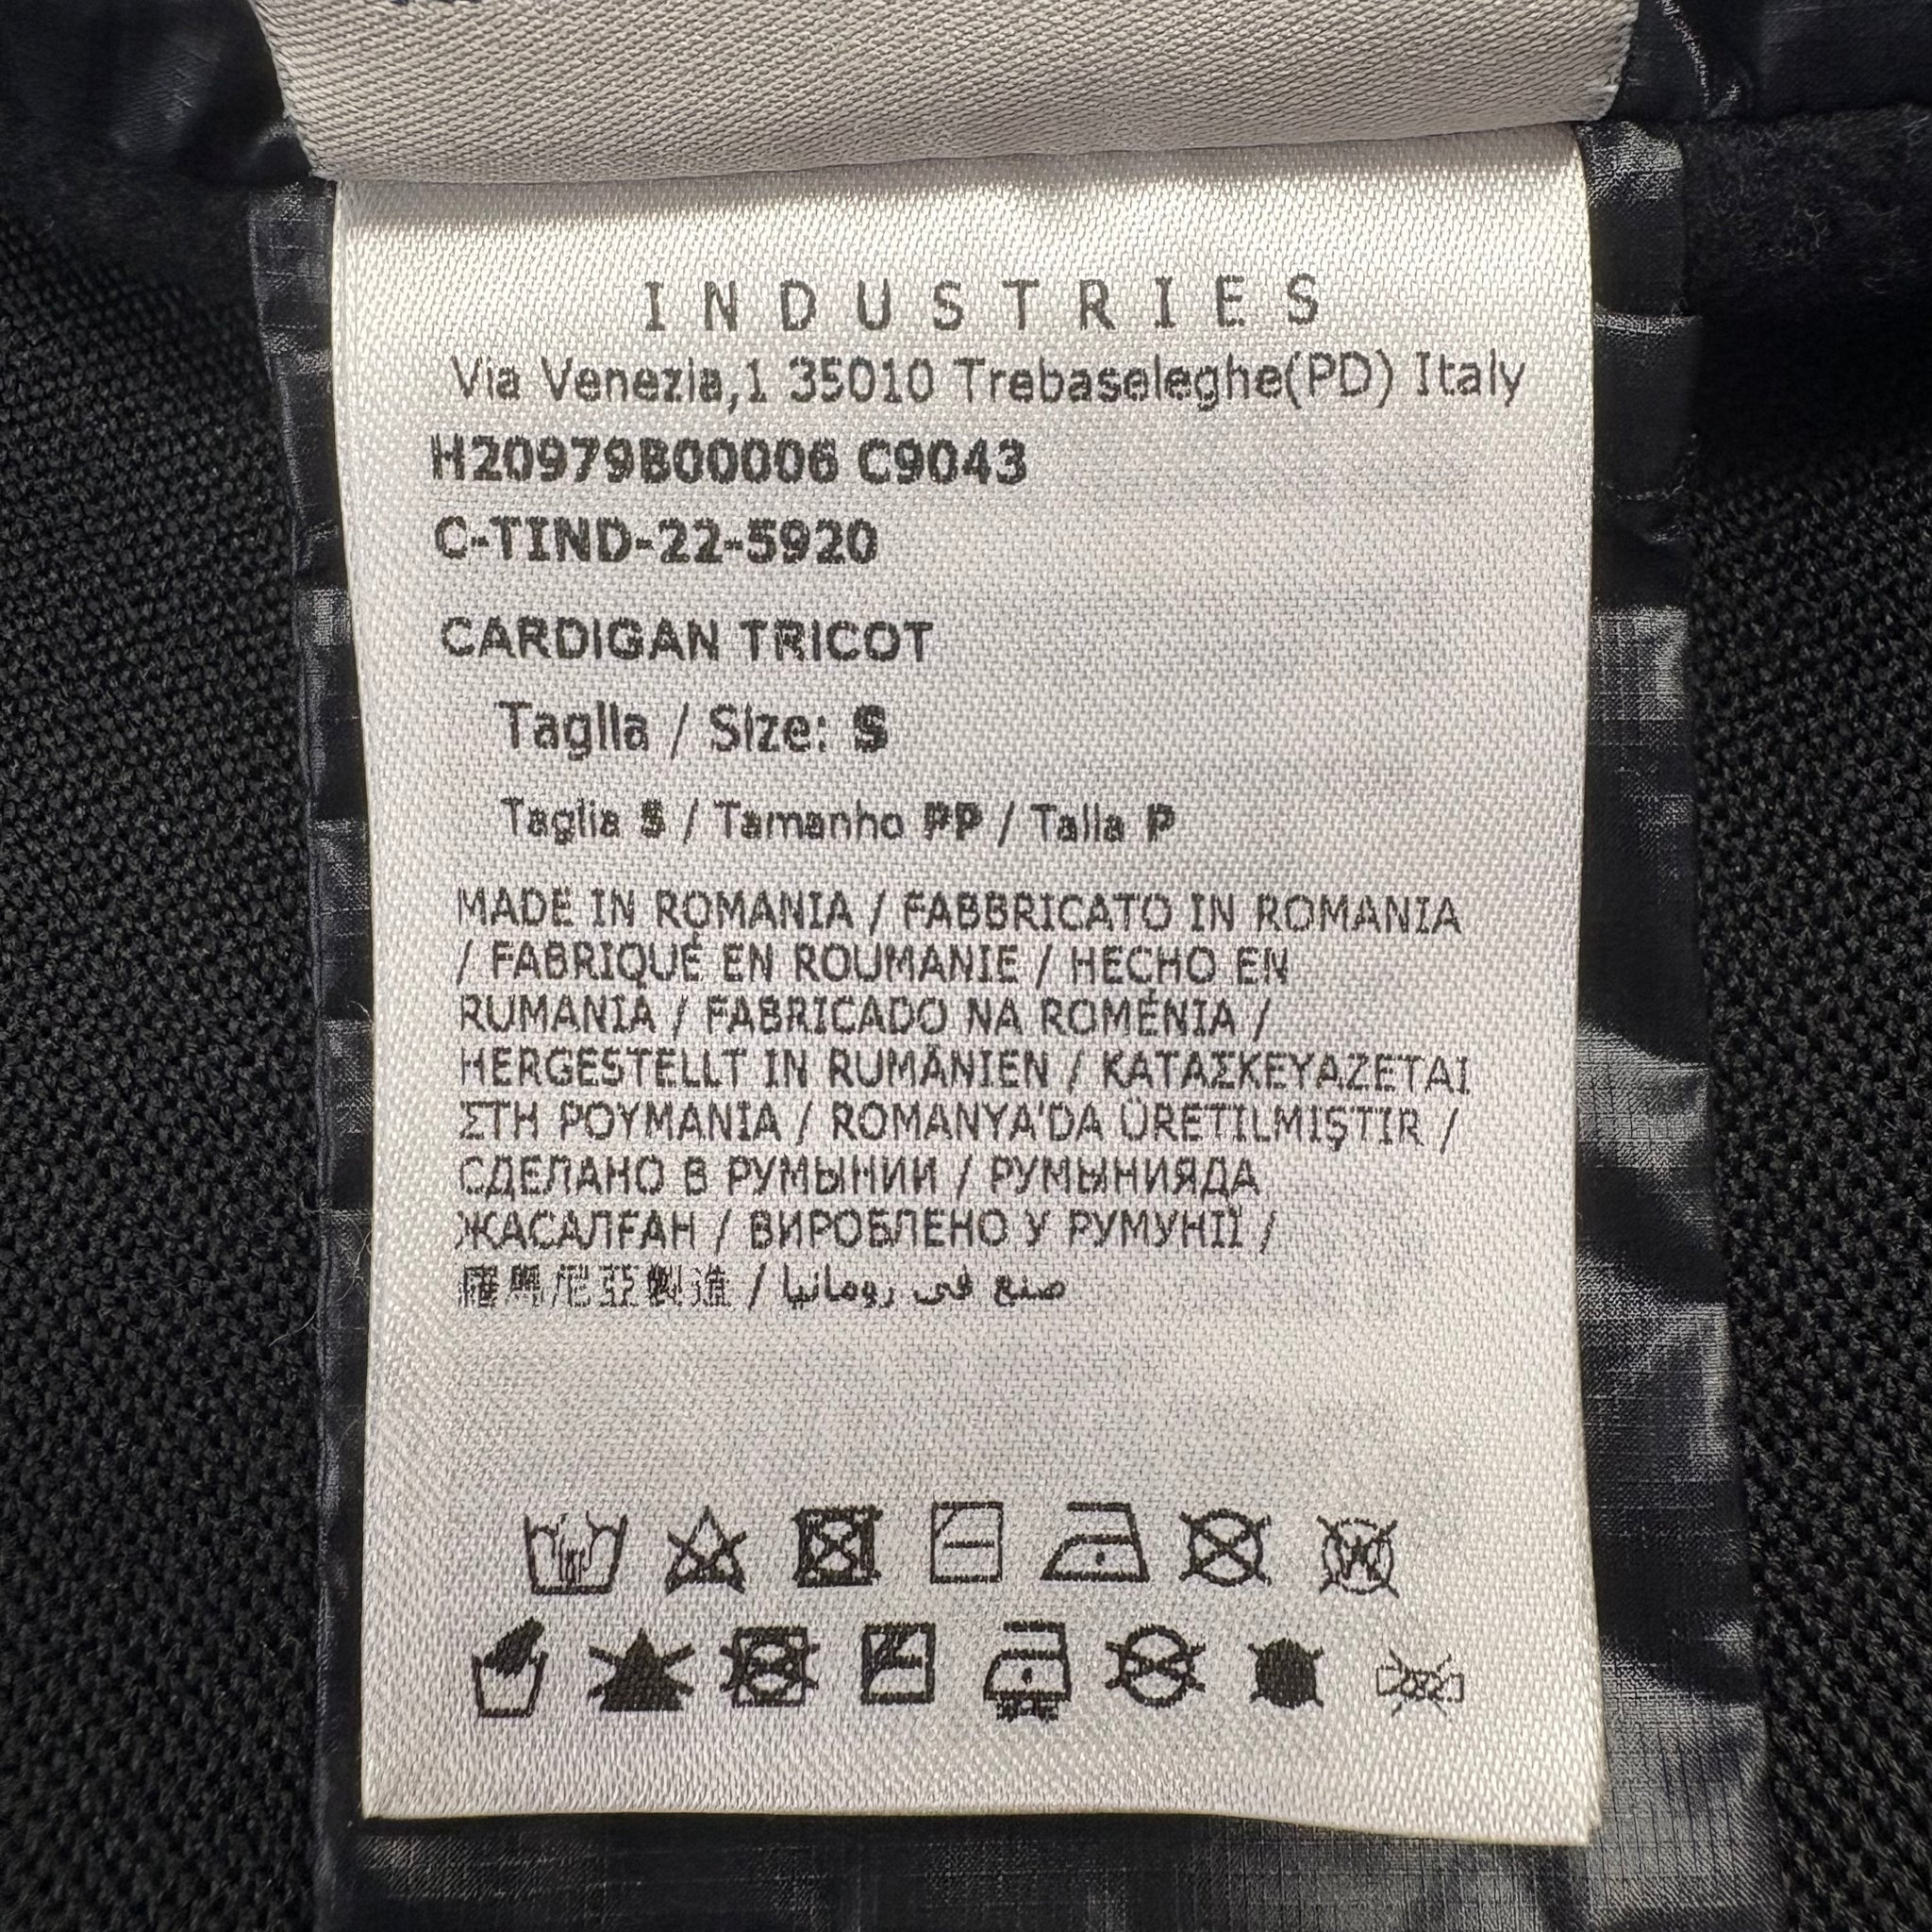 INDUSTRIES
Via Venezia,1 35010 Trebaseleghe(PD) Italy
H20979B00006 C9043
C-TIND-22-5920
CARDIGAN TRICOT
Taglia / Size: S
Taglia S / Tamanho PP / Talla P
MADE IN ROMANIA / FABBRICATO IN ROMANIA
/ FABRIQUÉ EN ROUMANIE / HECHO EN
RUMANIA / FABRICADO NA ROMÉNIA /
HERGESTELLT IN RUMÄNIEN / ΚΑΤΑΣΚΕΥΑΖΕΤΑΙ
ΣΤΗ ΡΟΥΜΑΝΙΑ / ROMANYA'DA ÜRETILMIŞTIR /
СДЕЛАНО В РУМЫНИИ / РУМЫНИЯДА
ЖАСАЛҒАН / ВИРОБЛЕНО У РУМУНІЇ /
羅馬尼亞製造 / صنع في رومانيا